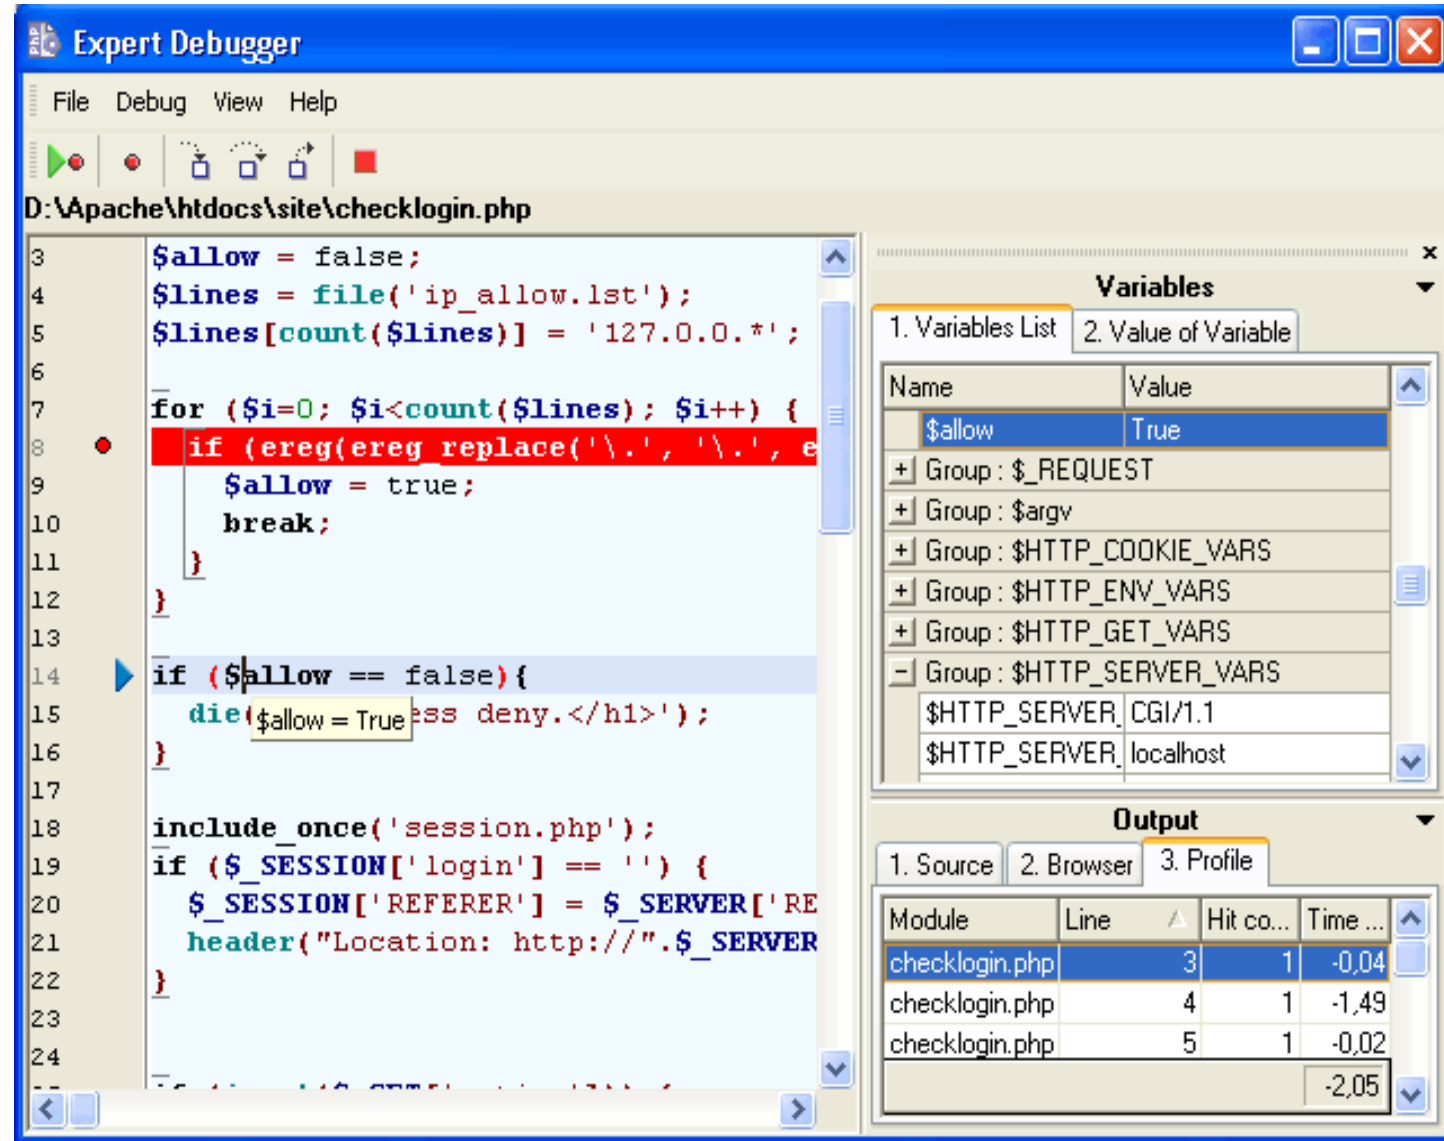 Expert Debugger
File Debug View Help
D:\Apache\htdocs\site\checklogin.php
3 $allow = false;
4 $lines = file('ip_allow.lst');
5 $lines[count($lines)] = '127.0.0.*';
6
7 for ($i=0; $i<count($lines); $i++) {
8 if (ereg(ereg_replace('\.', '\.', e
9 $allow = true;
10 break;
11 }
12 }
13
14 if ($allow == false){
15 die( ess deny.</h1>');
$allow = True
16 }
17
18 include_once('session.php');
19 if ($_SESSION['login'] == '') {
20 $_SESSION['REFERER'] = $_SERVER['RE
21 header("Location: http://".$_SERVER
22 }
23
24
Variables
1. Variables List 2. Value of Variable
Name Value
$allow True
+ Group : $_REQUEST
+ Group : $argv
+ Group : $HTTP_COOKIE_VARS
+ Group : $HTTP_ENV_VARS
+ Group : $HTTP_GET_VARS
- Group : $HTTP_SERVER_VARS
$HTTP_SERVER_ CGI/1.1
$HTTP_SERVER_ localhost
Output
1. Source 2. Browser 3. Profile
Module Line Hit co... Time ...
checklogin.php 3 1 -0,04
checklogin.php 4 1 -1,49
checklogin.php 5 1 -0,02
-2,05